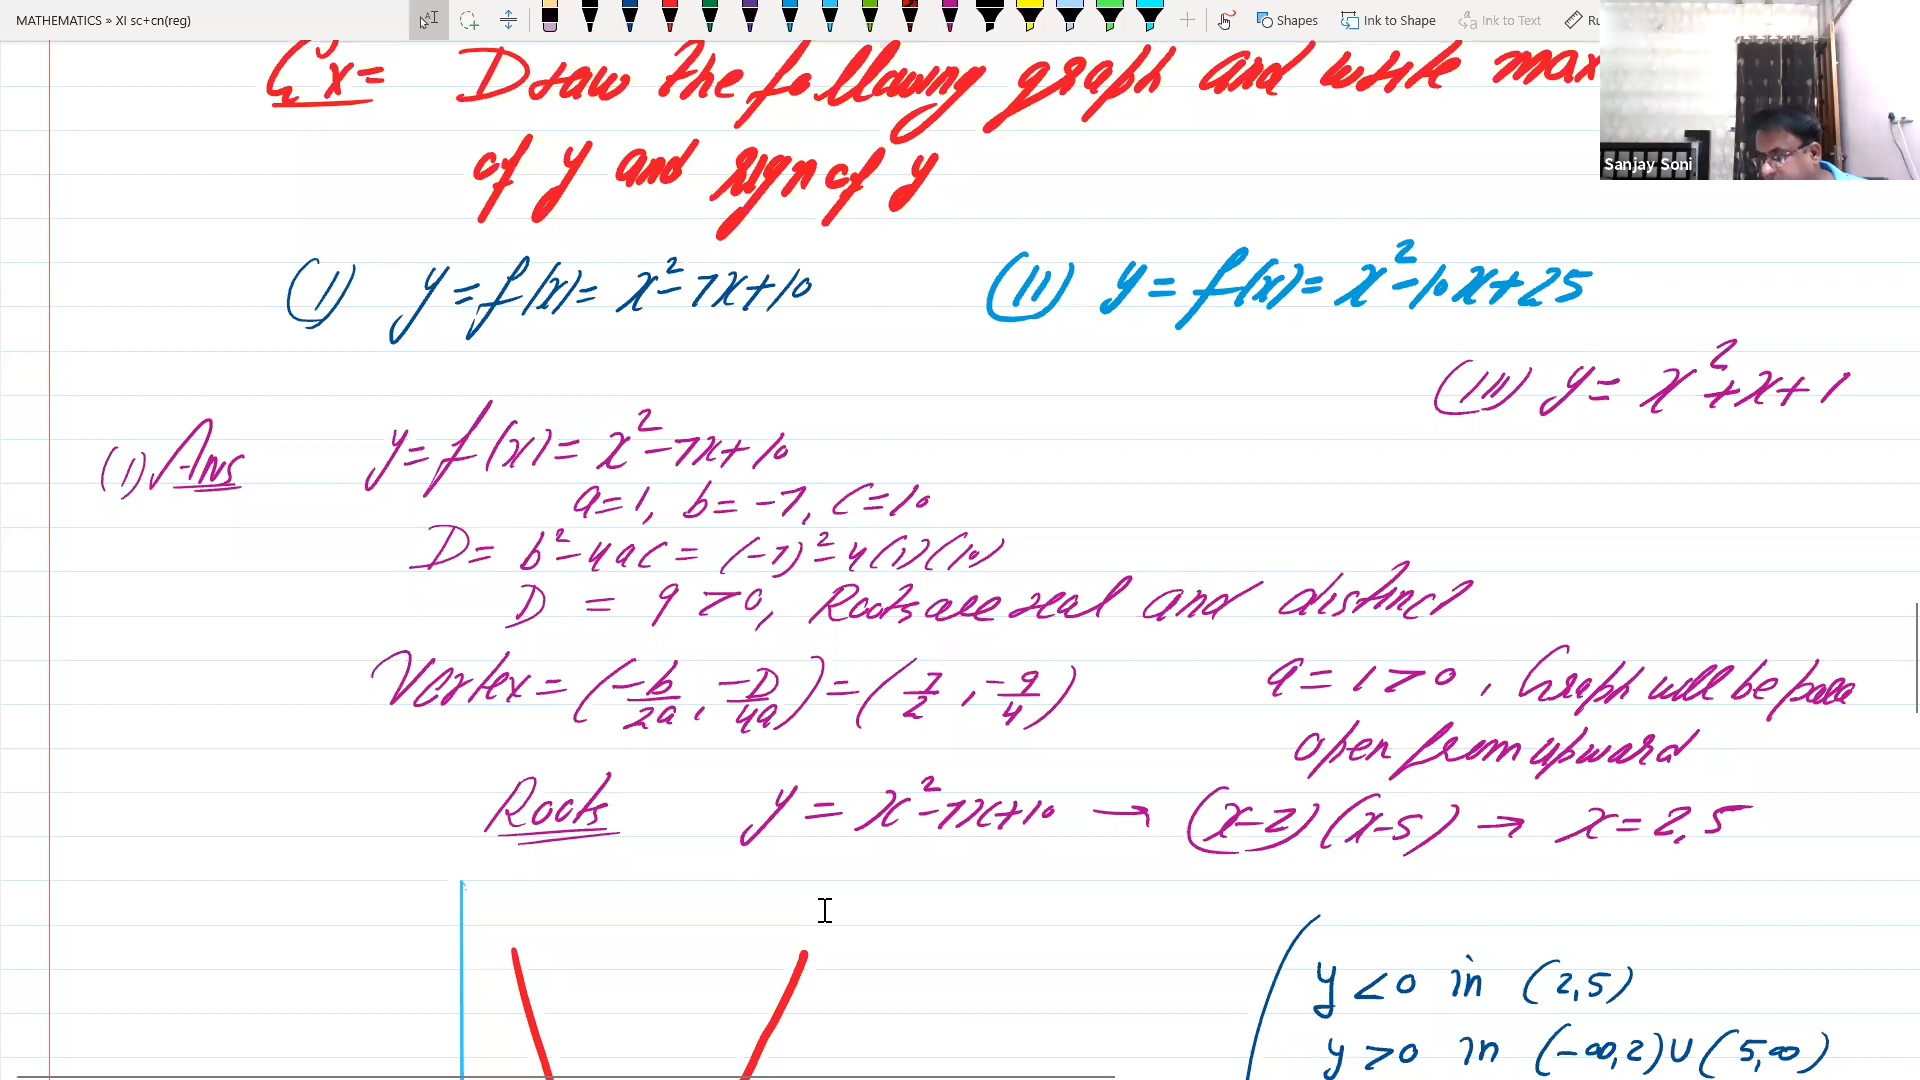 MATHEMATICS » XI sc+cn(reg)
Shapes Ink to Shape Ink to Text Ru
Sanjay Soni
Ex= Draw the following graph and write max
of y and sign of y
(I) y=f(x)= x²-7x+10 (II) y=f(x)= x²-10x+25
(III) y= x²+x+1
(1) Ans y=f(x)= x²-7x+10
a=1, b=-7, c=10
D= b²-4ac = (-7)²-4(1)(10)
D = 9 >0, Roots are real and distinct
Vertex = (-b/2a, -D/4a) = (7/2, -9/4) a=1>0, Graph will be para
open from upward
Roots y = x²-7x+10 → (x-2)(x-5) → x=2,5
y<0 in (2,5)
y>0 in (-∞,2)∪(5,∞)